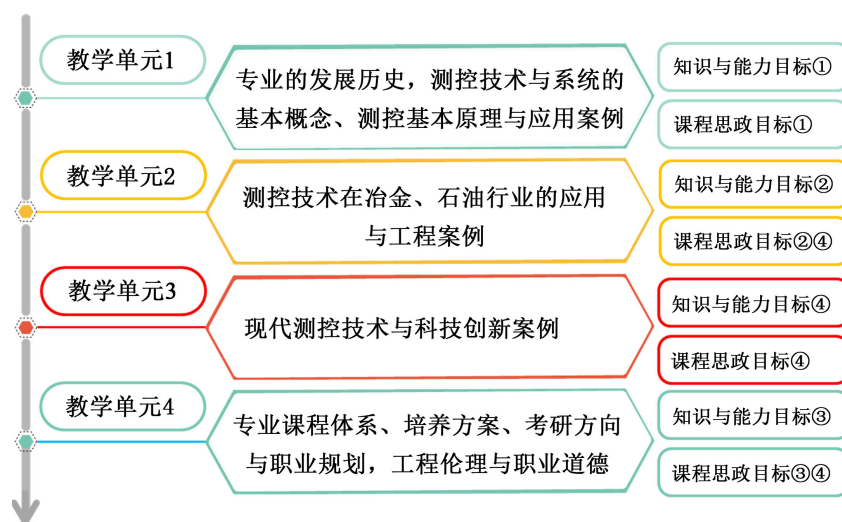 教学单元1
专业的发展历史，测控技术与系统的
基本概念、测控基本原理与应用案例
知识与能力目标①
课程思政目标①
教学单元2
测控技术在冶金、石油行业的应用
与工程案例
知识与能力目标②
课程思政目标②④
教学单元3
现代测控技术与科技创新案例
知识与能力目标④
课程思政目标④
教学单元4
专业课程体系、培养方案、考研方向
与职业规划，工程伦理与职业道德
知识与能力目标③
课程思政目标③④